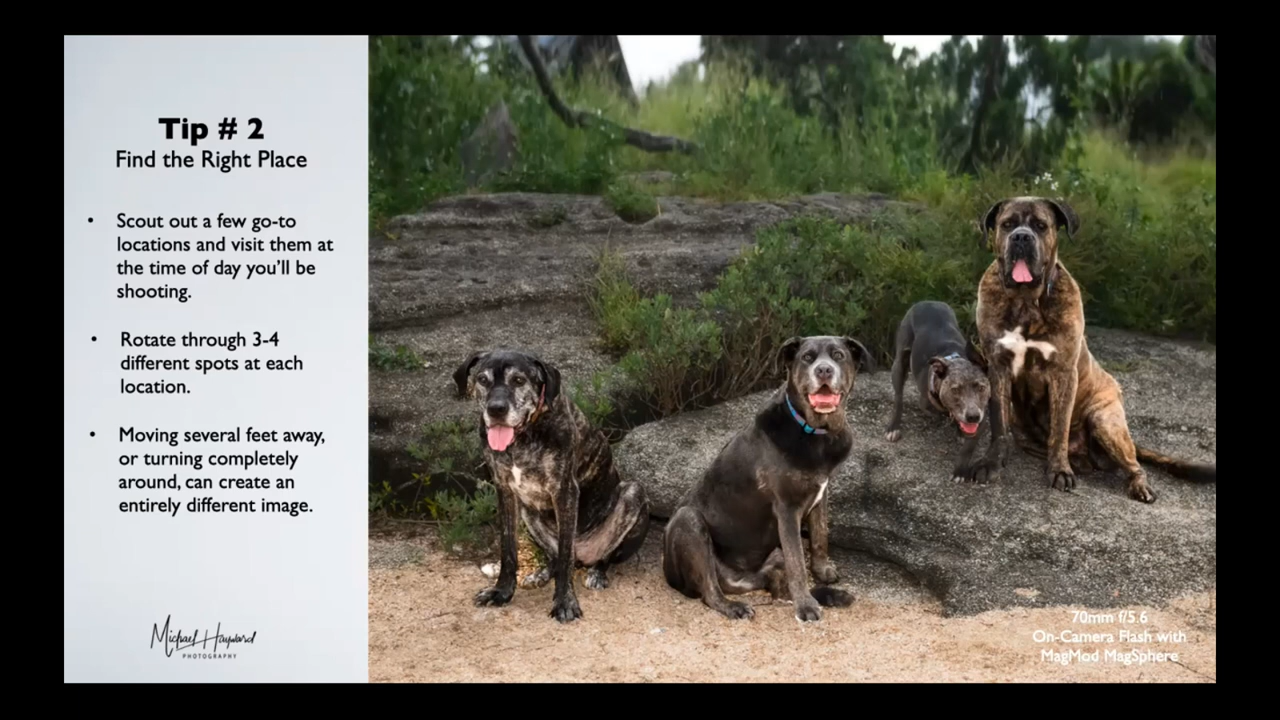 Tip # 2
Find the Right Place
• Scout out a few go-to
locations and visit them at
the time of day you'll be
shooting.
• Rotate through 3-4
different spots at each
location.
• Moving several feet away,
or turning completely
around, can create an
entirely different image.
Michael Hayward
PHOTOGRAPHY
70mm f/5.6
On-Camera Flash with
MagMod MagSphere